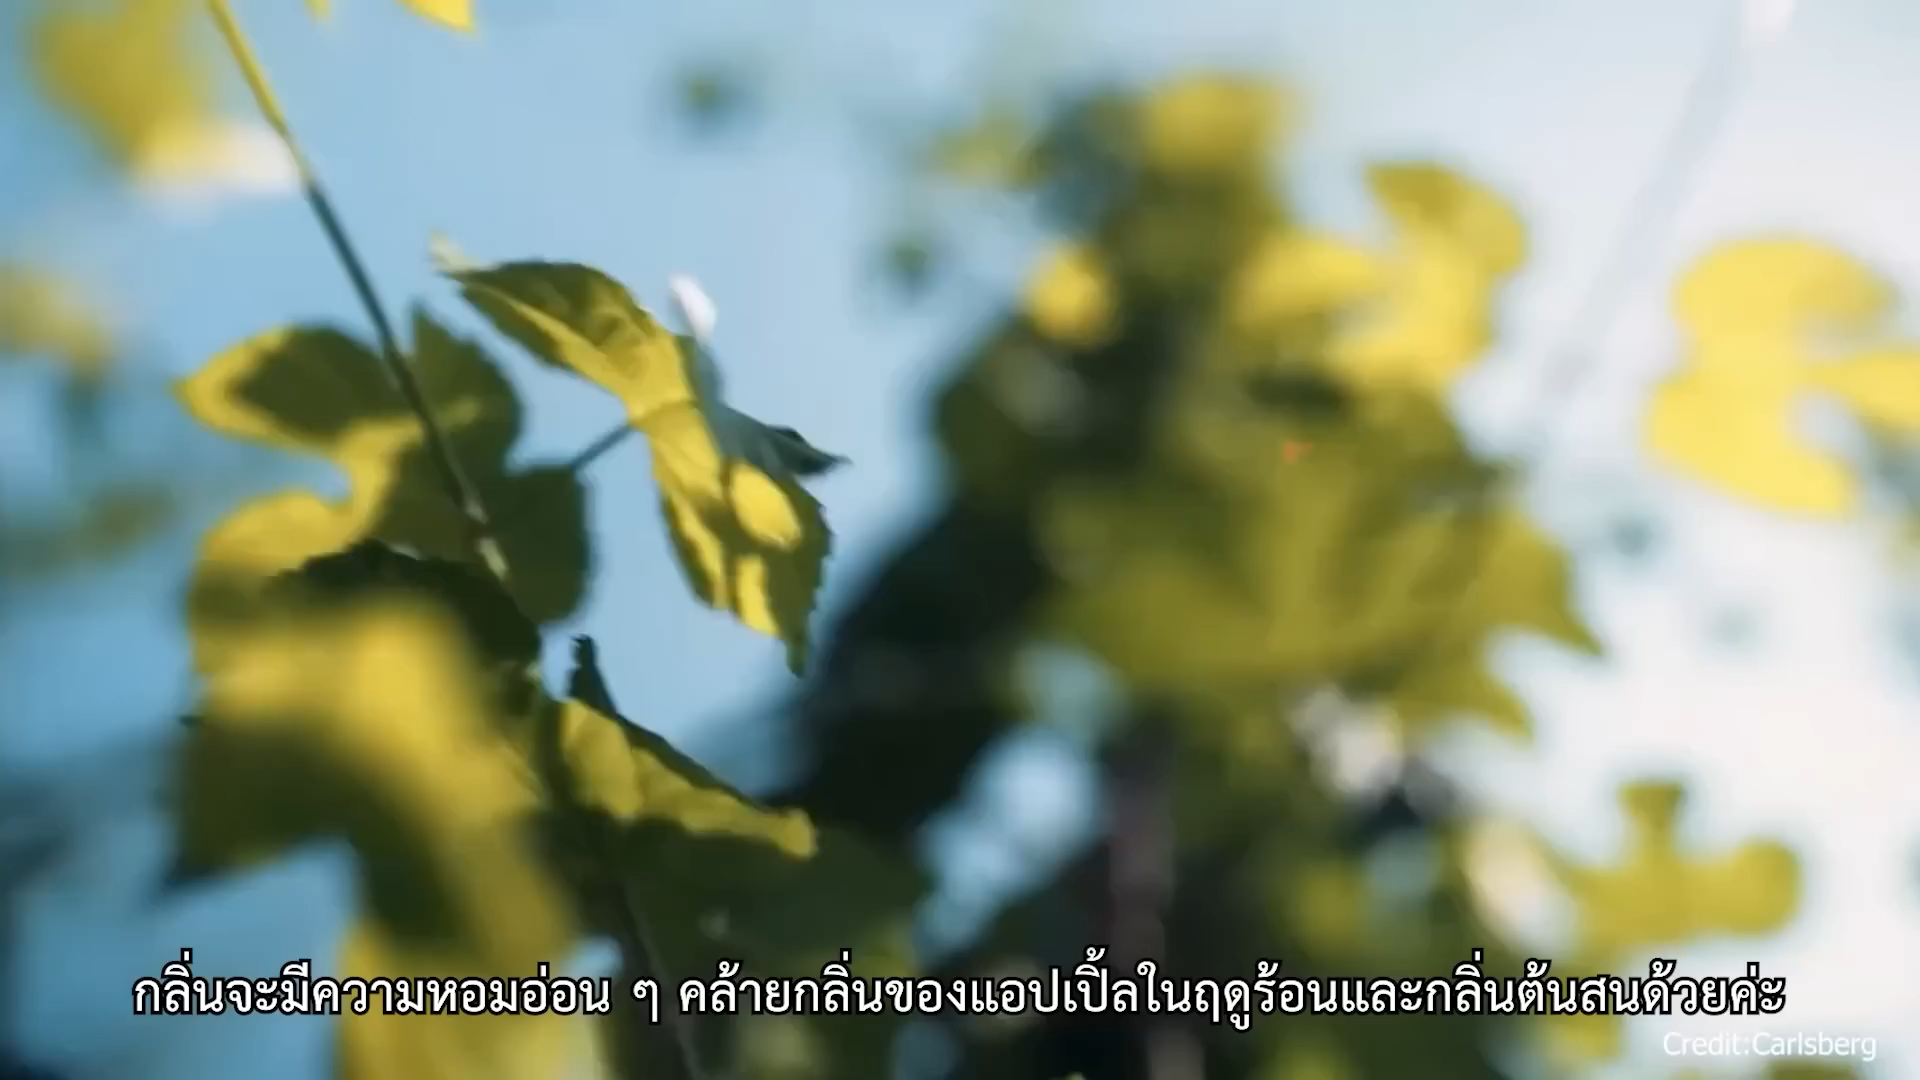 กลิ่นจะมีความหอมอ่อน ๆ คล้ายกลิ่นของแอปเปิ้ลในฤดูร้อนและกลิ่นต้นสนด้วยค่ะ
Credit:Carlsberg